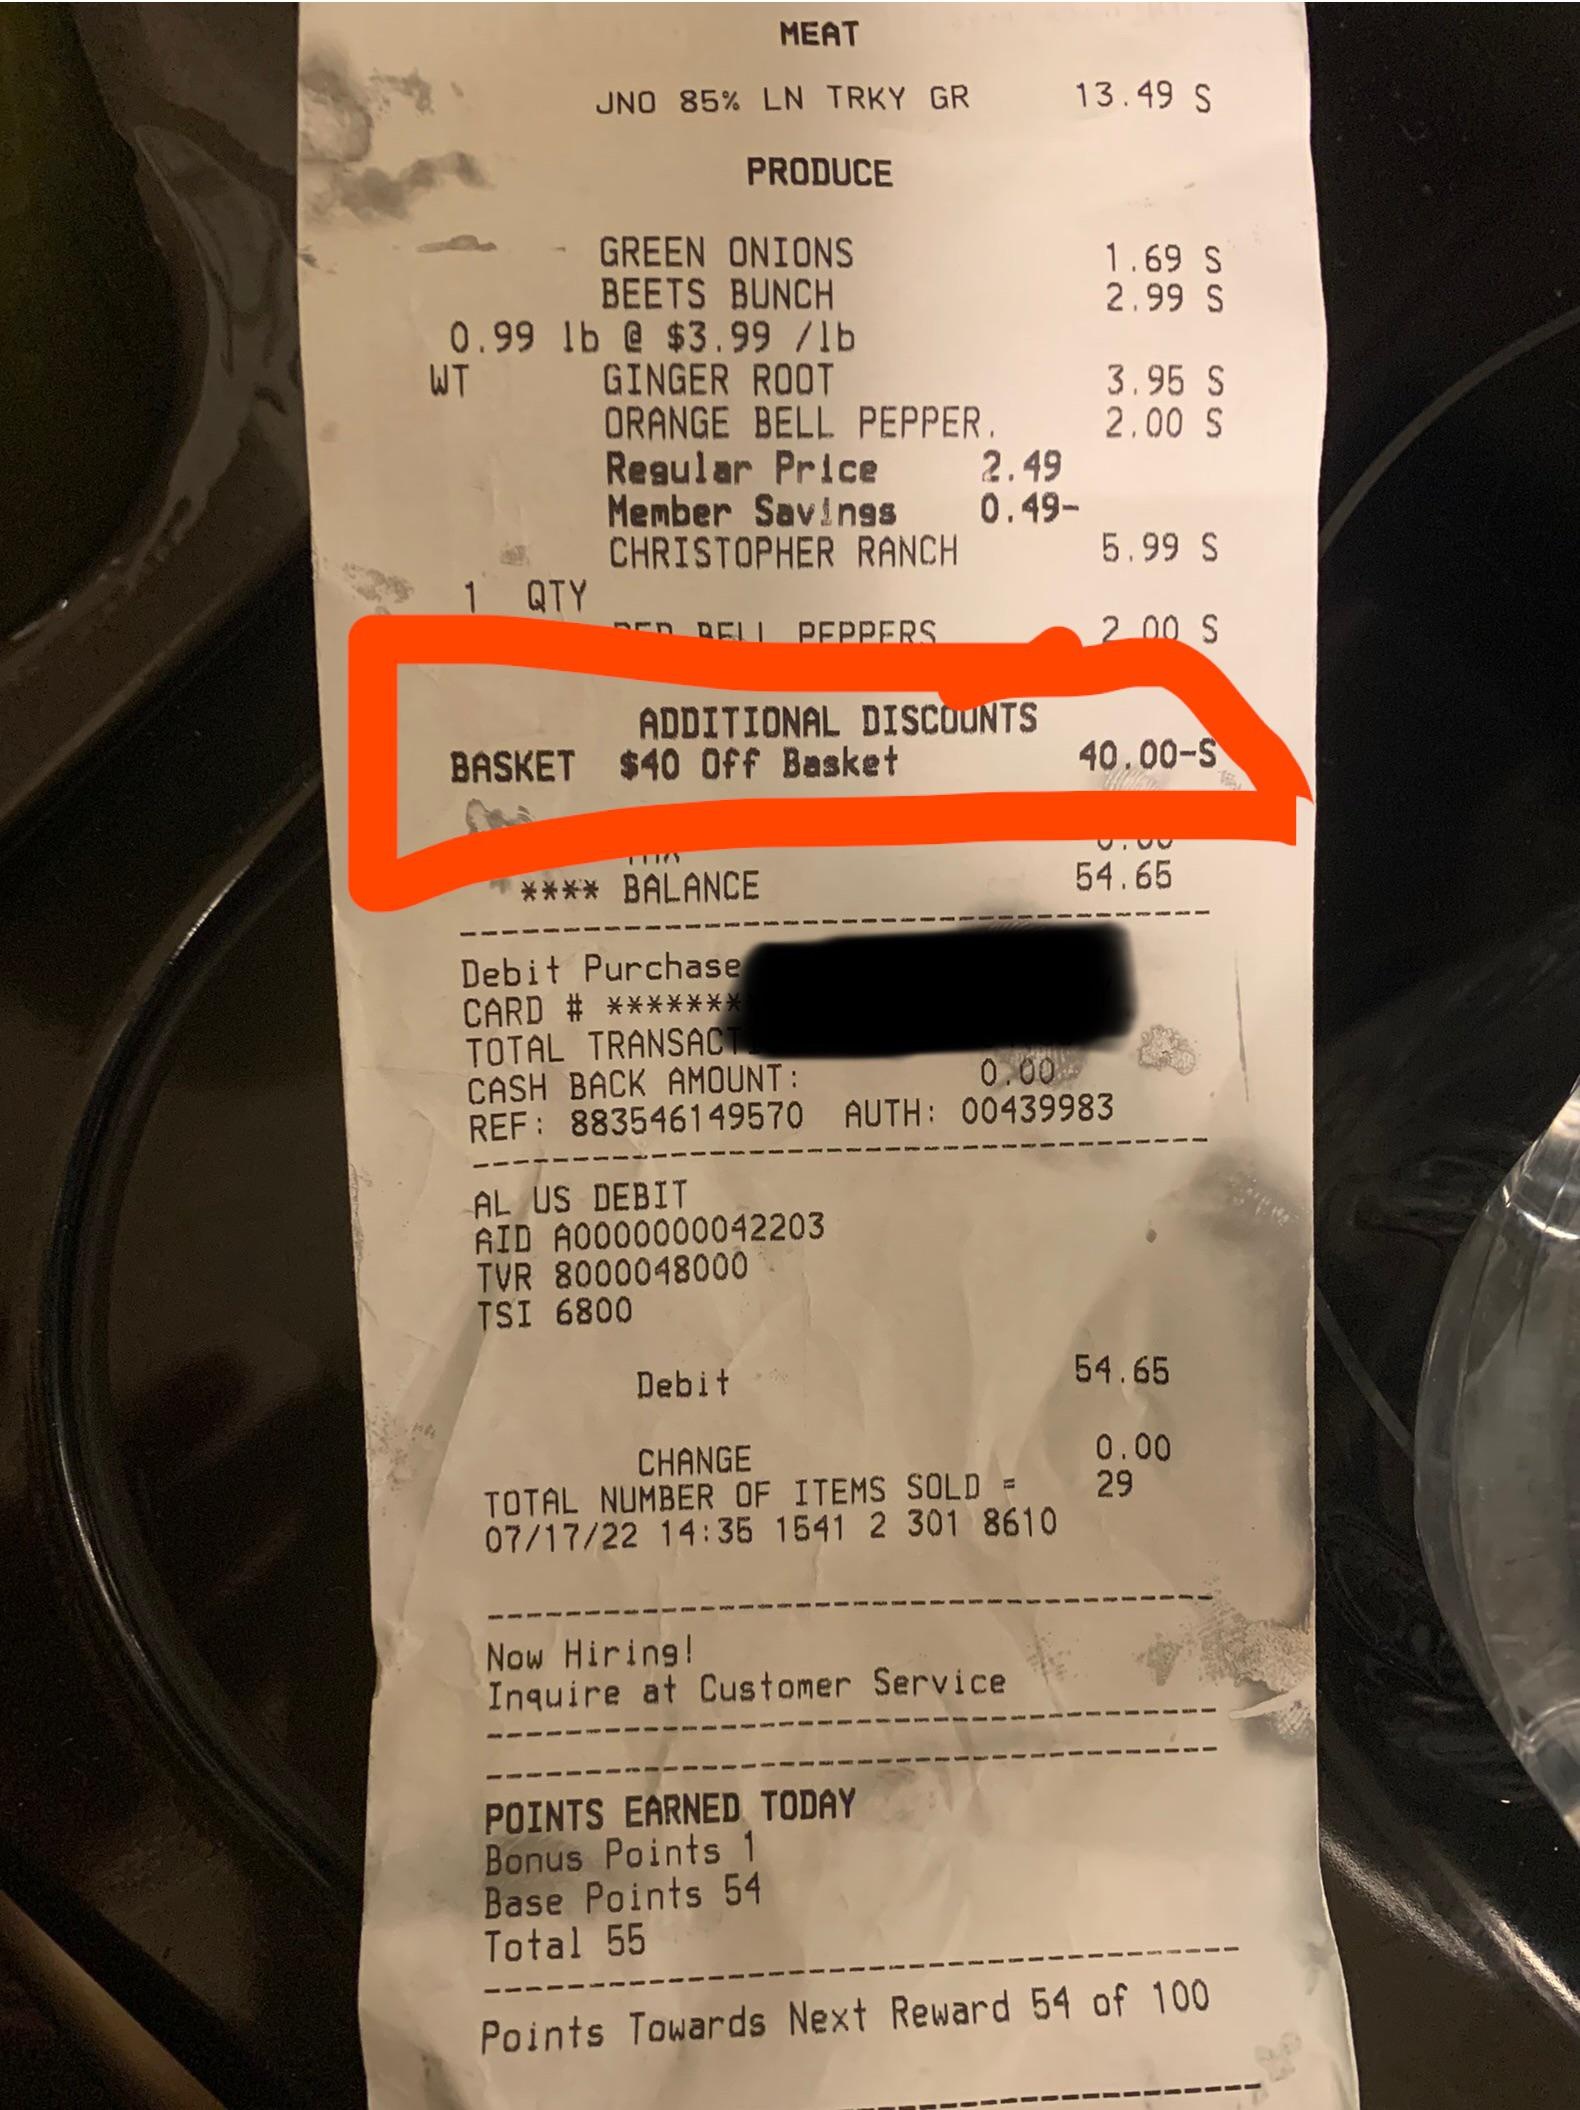 MEAT
JNO 85% LN TRKY GR 13.49 S
PRODUCE
GREEN ONIONS 1.69 S
BEETS BUNCH 2.99 S
0.99 lb @ $3.99 /lb
WT GINGER ROOT 3.95 S
ORANGE BELL PEPPER. 2.00 S
Regular Price 2.49
Member Savings 0.49-
CHRISTOPHER RANCH 5.99 S
1 QTY
RED BELL PEPPERS 2.00 S
ADDITIONAL DISCOUNTS
BASKET $40 Off Basket 40.00-S
TAX 0.00
**** BALANCE 54.65
Debit Purchase
CARD # *******
TOTAL TRANSACT
CASH BACK AMOUNT: 0.00
REF: 883546149570 AUTH: 00439983
AL US DEBIT
AID A0000000042203
TVR 8000048000
TSI 6800
Debit 54.65
CHANGE 0.00
TOTAL NUMBER OF ITEMS SOLD = 29
07/17/22 14:35 1541 2 301 8610
Now Hiring!
Inquire at Customer Service
POINTS EARNED TODAY
Bonus Points 1
Base Points 54
Total 55
Points Towards Next Reward 54 of 100